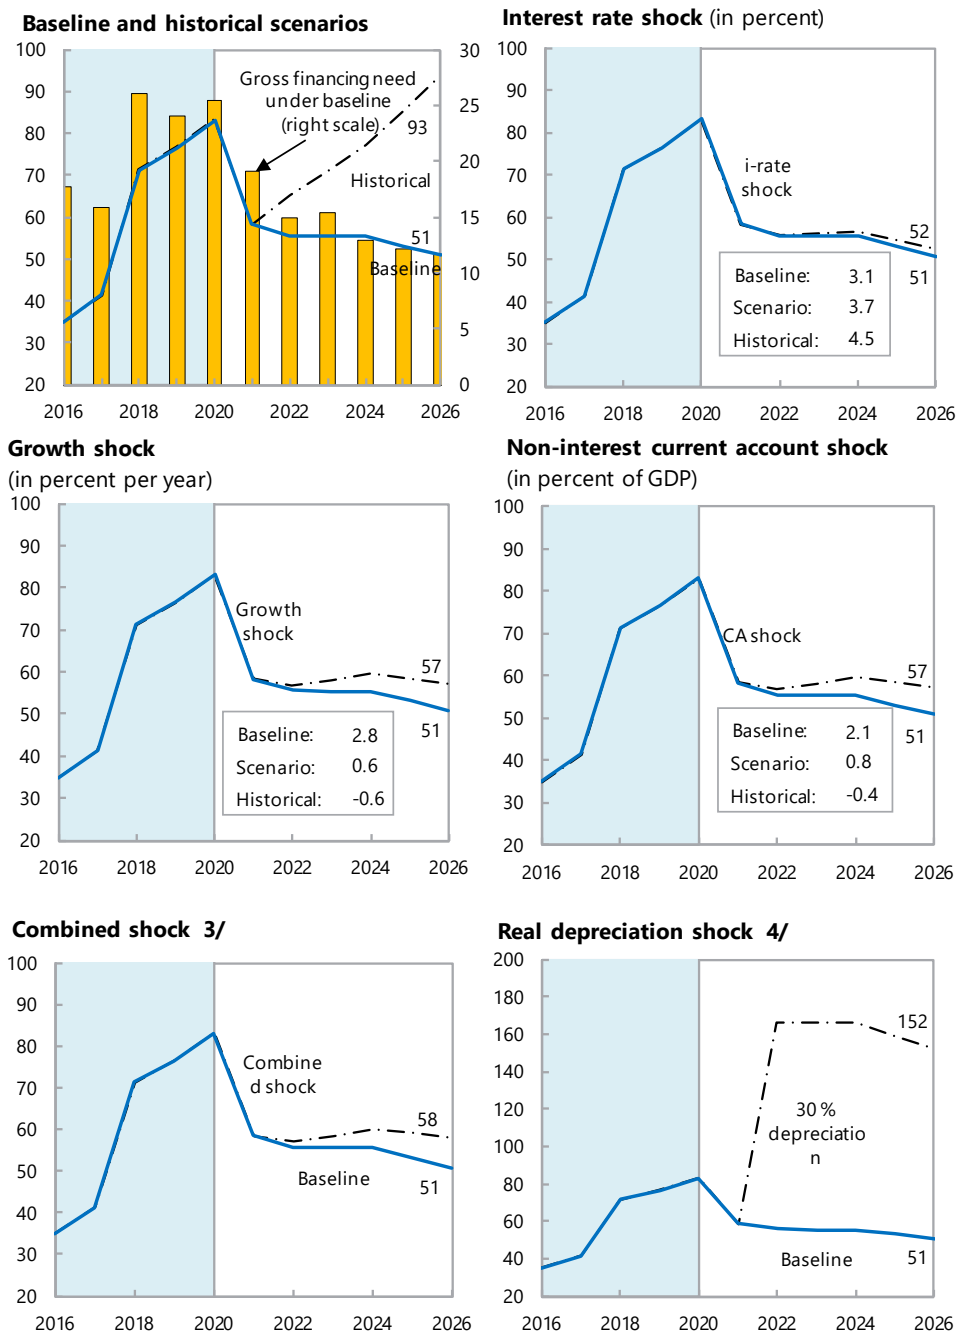 Baseline and historical scenarios
100
90
80
70
60
50
40
30
20
30
25
20
15
10
5
0
Gross financing need
under baseline
(right scale)
93
Historical
51
Baseline
2016 2018 2020 2022 2024 2026
Interest rate shock (in percent)
100
90
80
70
60
50
40
30
20
i-rate
shock
52
51
Baseline: 3.1
Scenario: 3.7
Historical: 4.5
2016 2018 2020 2022 2024 2026
Growth shock
(in percent per year)
100
90
80
70
60
50
40
30
20
Growth
shock
57
51
Baseline: 2.8
Scenario: 0.6
Historical: -0.6
2016 2018 2020 2022 2024 2026
Non-interest current account shock
(in percent of GDP)
100
90
80
70
60
50
40
30
20
CA shock
57
51
Baseline: 2.1
Scenario: 0.8
Historical: -0.4
2016 2018 2020 2022 2024 2026
Combined shock 3/
100
90
80
70
60
50
40
30
20
Combine
d shock
58
Baseline
51
2016 2018 2020 2022 2024 2026
Real depreciation shock 4/
200
180
160
140
120
100
80
60
40
20
152
30 %
depreciatio
n
Baseline
51
2016 2018 2020 2022 2024 2026